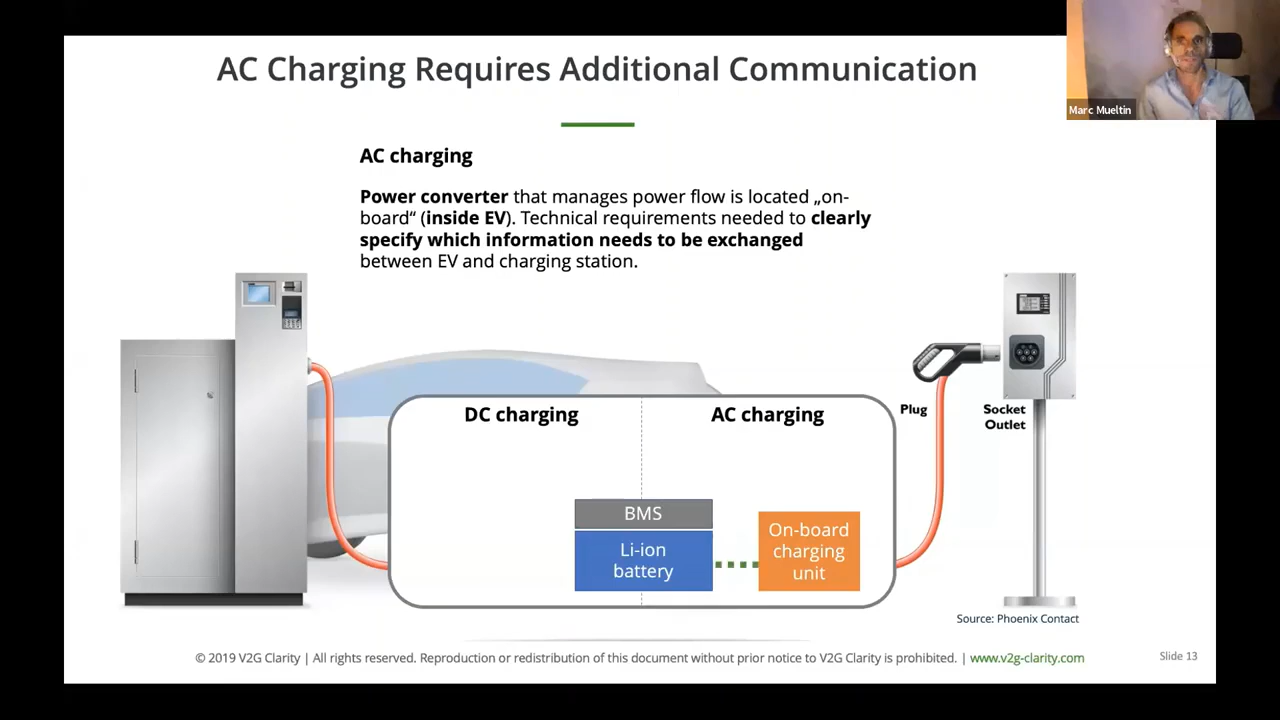 AC Charging Requires Additional Communication
Marc Mueltin
AC charging
Power converter that manages power flow is located „on-
board“ (inside EV). Technical requirements needed to clearly
specify which information needs to be exchanged
between EV and charging station.
DC charging
AC charging
Plug
Socket
Outlet
BMS
Li-ion
battery
On-board
charging
unit
Source: Phoenix Contact
© 2019 V2G Clarity | All rights reserved. Reproduction or redistribution of this document without prior notice to V2G Clarity is prohibited. | www.v2g-clarity.com
Slide 13